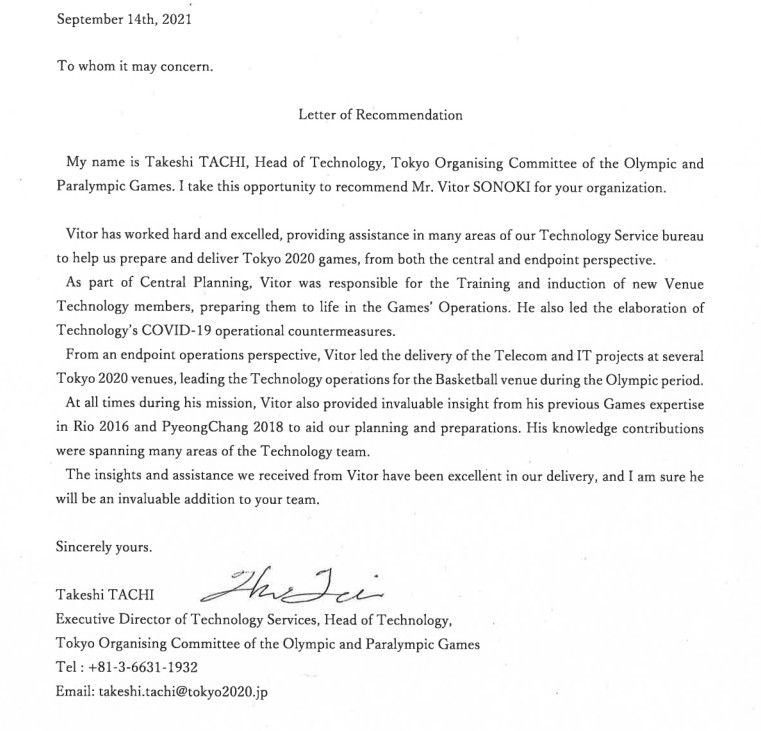 September 14th, 2021
To whom it may concern.
Letter of Recommendation
My name is Takeshi TACHI, Head of Technology, Tokyo Organising Committee of the Olympic and
Paralympic Games. I take this opportunity to recommend Mr. Vitor SONOKI for your organization.
Vitor has worked hard and excelled, providing assistance in many areas of our Technology Service bureau
to help us prepare and deliver Tokyo 2020 games, from both the central and endpoint perspective.
As part of Central Planning, Vitor was responsible for the Training and induction of new Venue
Technology members, preparing them to life in the Games' Operations. He also led the elaboration of
Technology's COVID-19 operational countermeasures.
From an endpoint operations perspective, Vitor led the delivery of the Telecom and IT projects at several
Tokyo 2020 venues, leading the Technology operations for the Basketball venue during the Olympic period.
At all times during his mission, Vitor also provided invaluable insight from his previous Games expertise
in Rio 2016 and PyeongChang 2018 to aid our planning and preparations. His knowledge contributions
were spanning many areas of the Technology team.
The insights and assistance we received from Vitor have been excellent in our delivery, and I am sure he
will be an invaluable addition to your team.
Sincerely yours.
Takeshi TACHI
Executive Director of Technology Services, Head of Technology,
Tokyo Organising Committee of the Olympic and Paralympic Games
Tel : +81-3-6631-1932
Email: takeshi.tachi@tokyo2020.jp